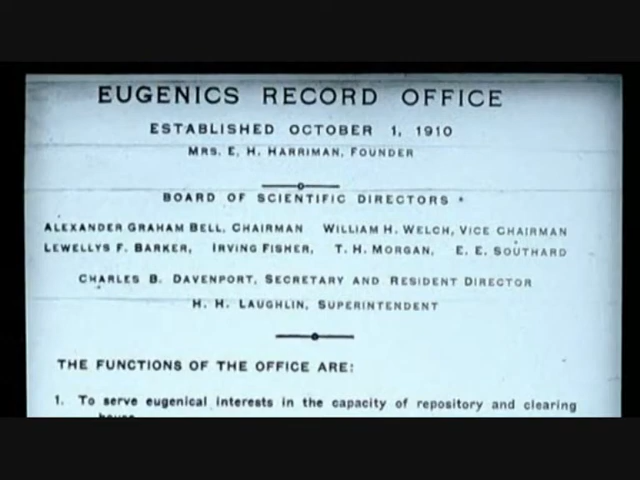 EUGENICS RECORD OFFICE
ESTABLISHED OCTOBER 1, 1910
MRS. E. H. HARRIMAN, FOUNDER
BOARD OF SCIENTIFIC DIRECTORS *
ALEXANDER GRAHAM BELL, CHAIRMAN WILLIAM H. WELCH, VICE CHAIRMAN
LEWELLYS F. BARKER, IRVING FISHER, T. H. MORGAN, E. E. SOUTHARD
CHARLES B. DAVENPORT, SECRETARY AND RESIDENT DIRECTOR
H. H. LAUGHLIN, SUPERINTENDENT
THE FUNCTIONS OF THE OFFICE ARE:
1. To serve eugenical interests in the capacity of repository and clearing